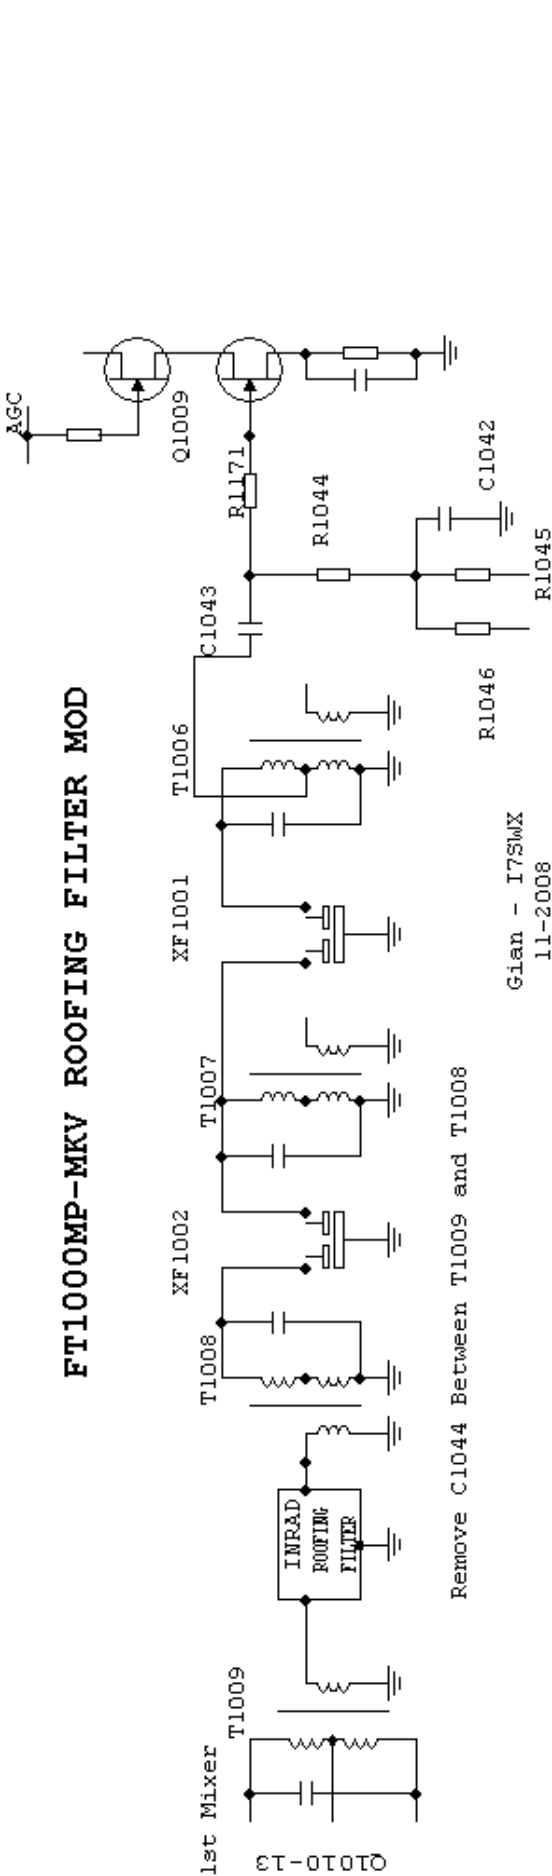 FT1000MP-MKV ROOFING FILTER MOD
1st Mixer
Q1010-13
T1009
INRAD
ROOFING
FILTER
T1008
XF1002
T1007
XF1001
T1006
C1043
R1171
Q1009
AGC
R1044
C1042
R1046
R1045
Remove C1044 Between T1009 and T1008
Gian - I7SWX
11-2008